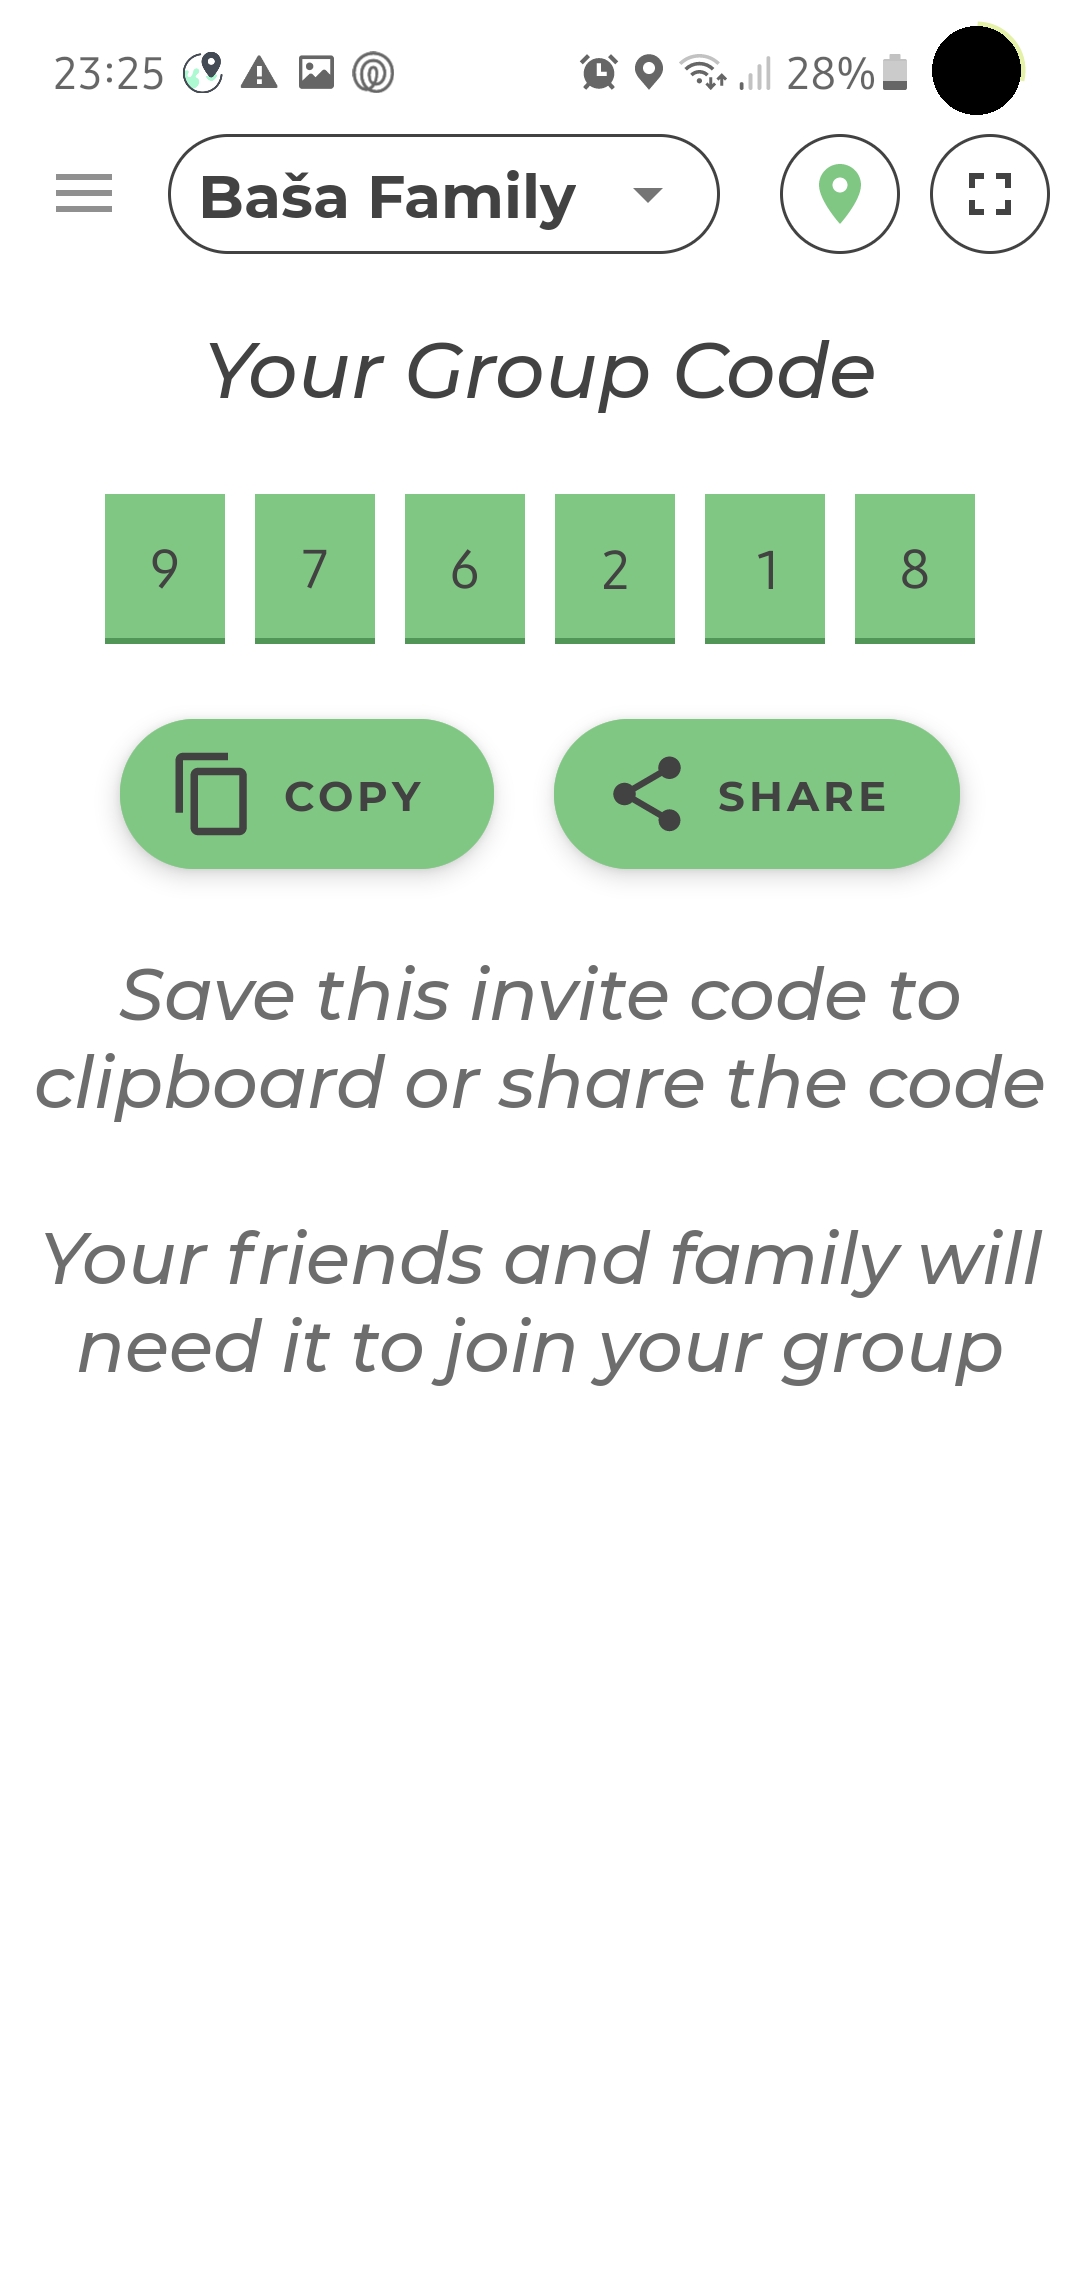 23:25 28%
Baša Family
Your Group Code
9 7 6 2 1 8
COPY SHARE
Save this invite code to
clipboard or share the code
Your friends and family will
need it to join your group